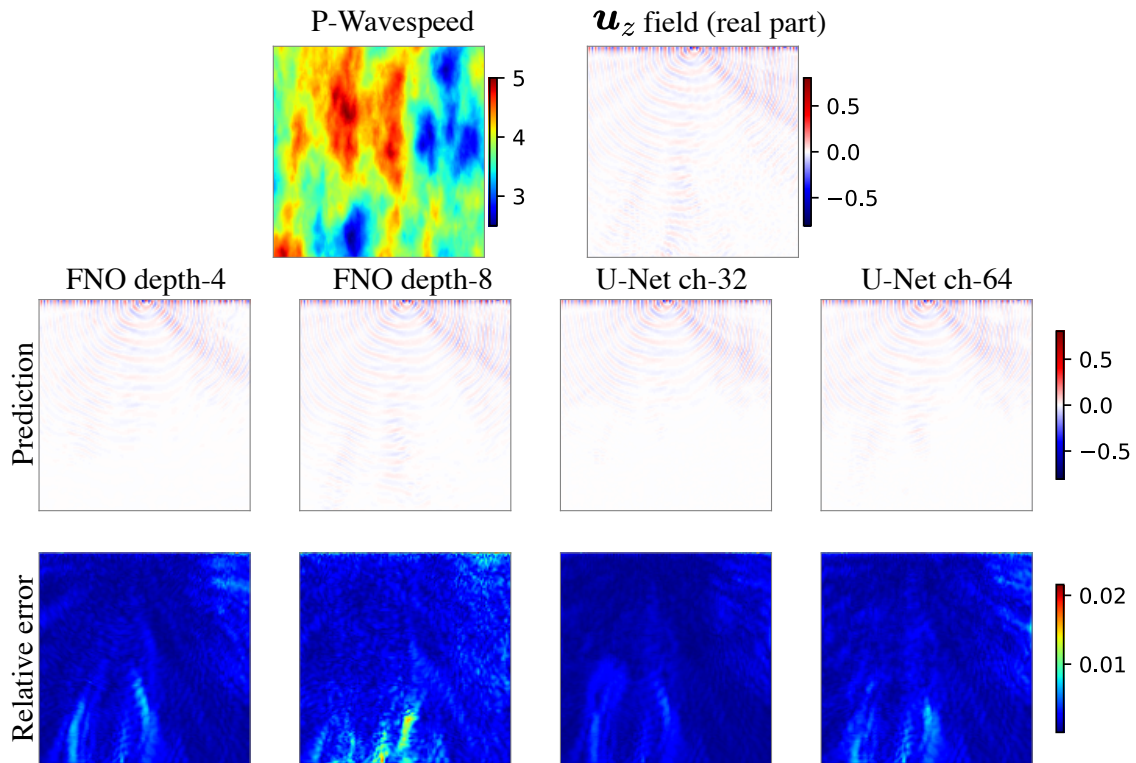 P-Wavespeed
u_z field (real part)
5
4
3
0.5
0.0
−0.5
FNO depth-4
FNO depth-8
U-Net ch-32
U-Net ch-64
Prediction
0.5
0.0
−0.5
Relative error
0.02
0.01